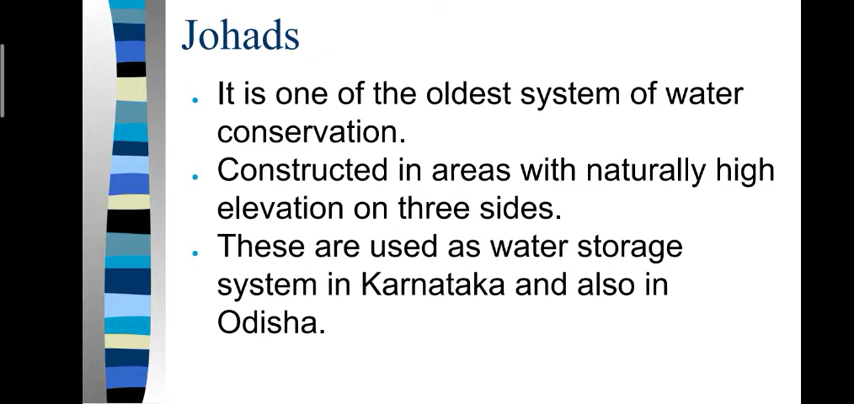 Johads
• It is one of the oldest system of water
conservation.
• Constructed in areas with naturally high
elevation on three sides.
• These are used as water storage
system in Karnataka and also in
Odisha.